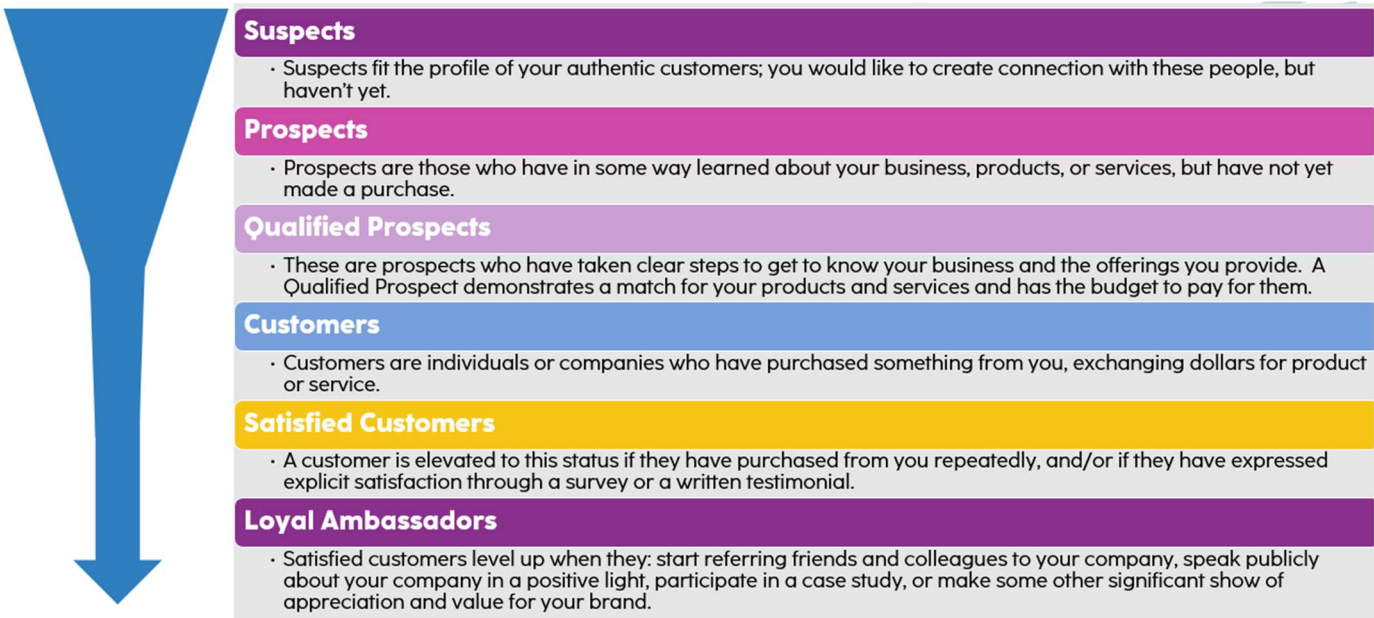 Suspects
· Suspects fit the profile of your authentic customers; you would like to create connection with these people, but
haven't yet.
Prospects
· Prospects are those who have in some way learned about your business, products, or services, but have not yet
made a purchase.
Qualified Prospects
· These are prospects who have taken clear steps to get to know your business and the offerings you provide.  A
Qualified Prospect demonstrates a match for your products and services and has the budget to pay for them.
Customers
· Customers are individuals or companies who have purchased something from you, exchanging dollars for product
or service.
Satisfied Customers
· A customer is elevated to this status if they have purchased from you repeatedly, and/or if they have expressed
explicit satisfaction through a survey or a written testimonial.
Loyal Ambassadors
· Satisfied customers level up when they: start referring friends and colleagues to your company, speak publicly
about your company in a positive light, participate in a case study, or make some other significant show of
appreciation and value for your brand.